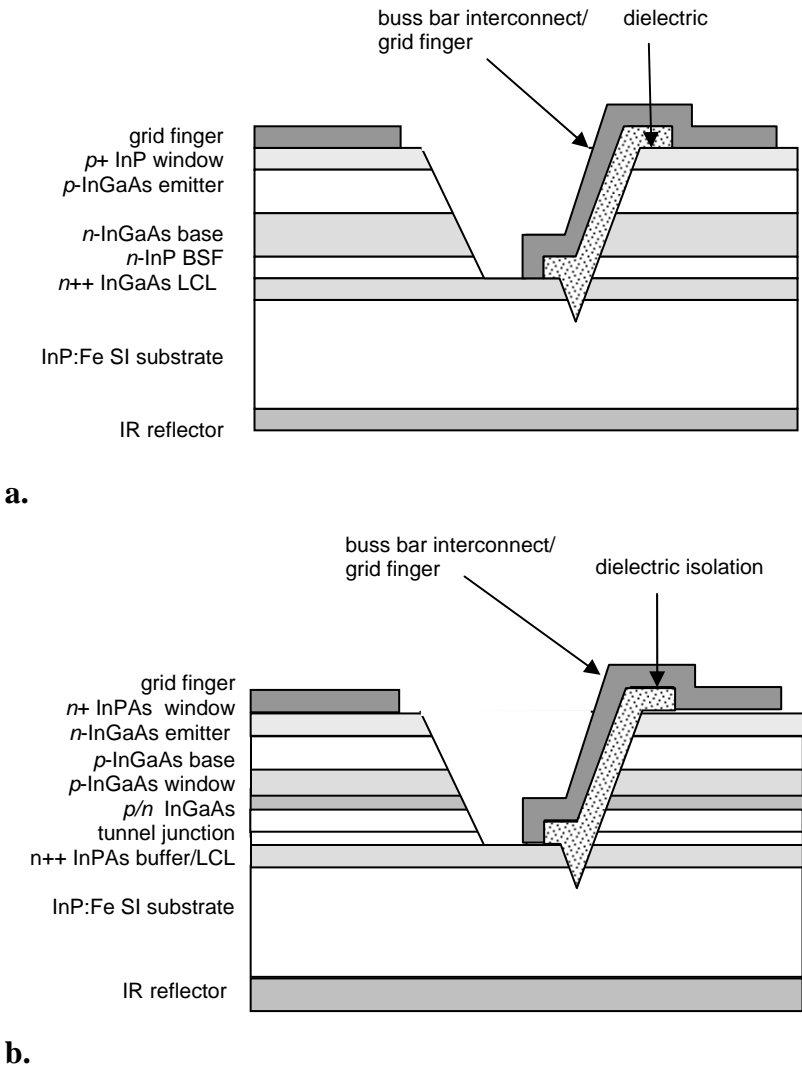 buss bar interconnect/
grid finger
dielectric
grid finger
p+ InP window
p-InGaAs emitter
n-InGaAs base
n-InP BSF
n++ InGaAs LCL
InP:Fe SI substrate
IR reflector
a.
buss bar interconnect/
grid finger
dielectric isolation
grid finger
n+ InPAs window
n-InGaAs emitter
p-InGaAs base
p-InGaAs window
p/n InGaAs
tunnel junction
n++ InPAs buffer/LCL
InP:Fe SI substrate
IR reflector
b.